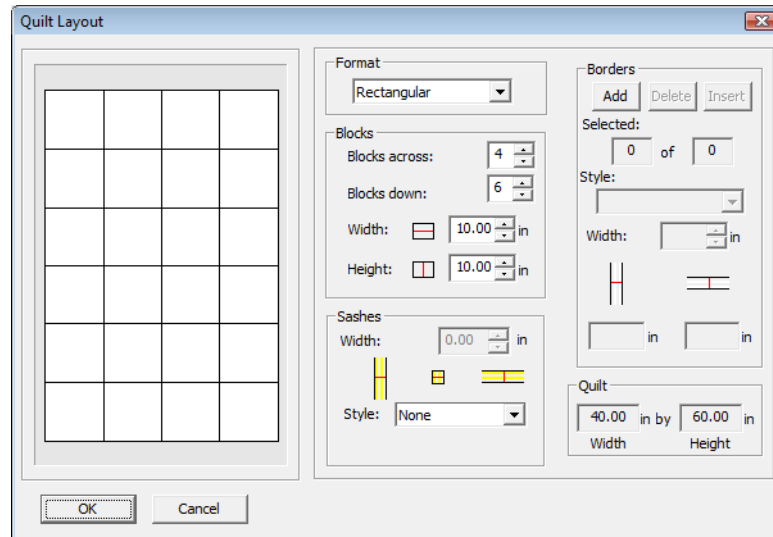 Quilt Layout
Format
Rectangular
Blocks
Blocks across: 4
Blocks down: 6
Width: 10.00 in
Height: 10.00 in
Sashes
Width: 0.00 in
Style: None
Borders
Add Delete Insert
Selected:
0 of 0
Style:
Width: in
in in
Quilt
40.00 in by 60.00 in
Width Height
OK Cancel